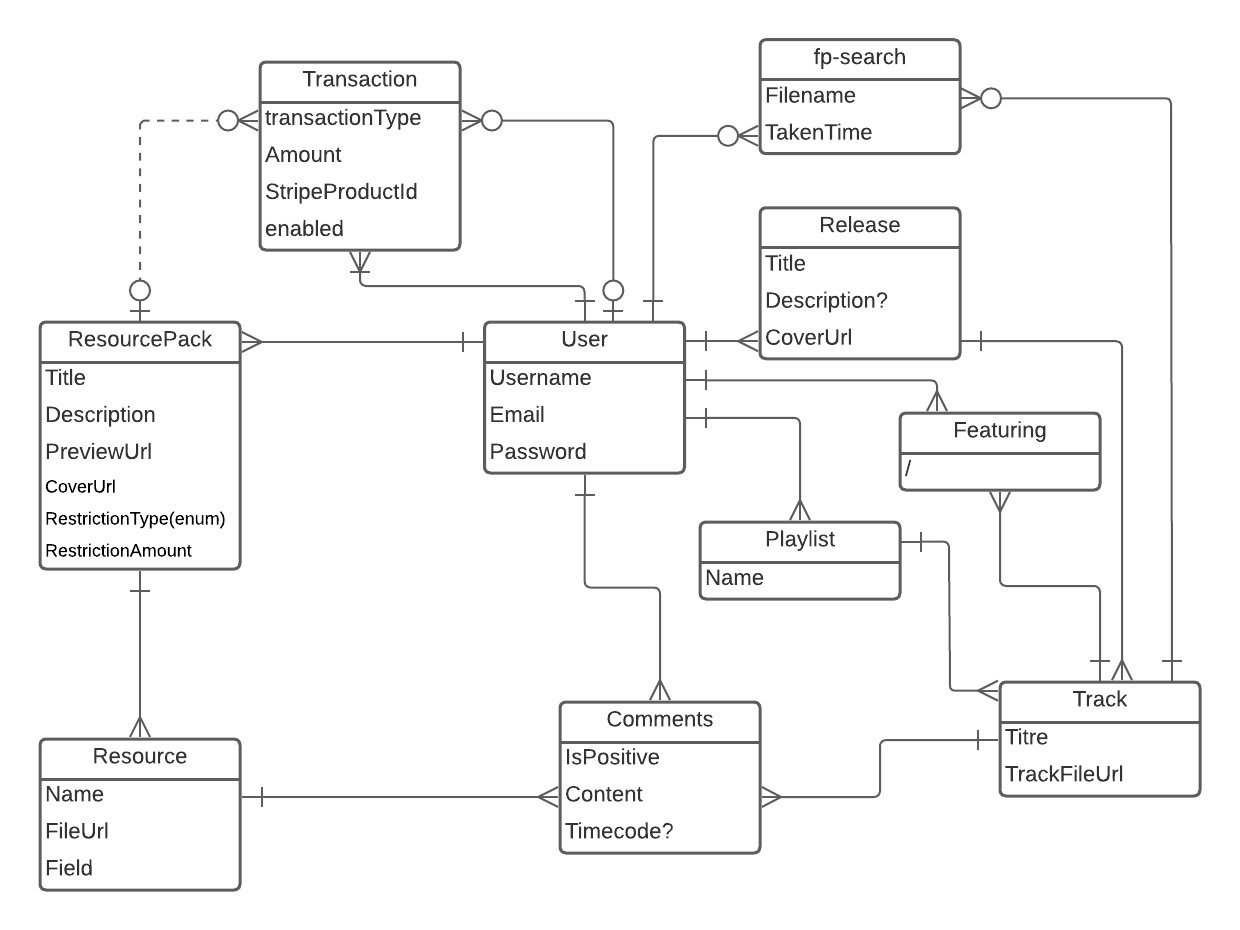 Transaction
transactionType
Amount
StripeProductId
enabled
fp-search
Filename
TakenTime
Release
Title
Description?
CoverUrl
ResourcePack
Title
Description
PreviewUrl
CoverUrl
RestrictionType(enum)
RestrictionAmount
User
Username
Email
Password
Featuring
/
Playlist
Name
Resource
Name
FileUrl
Field
Comments
IsPositive
Content
Timecode?
Track
Titre
TrackFileUrl